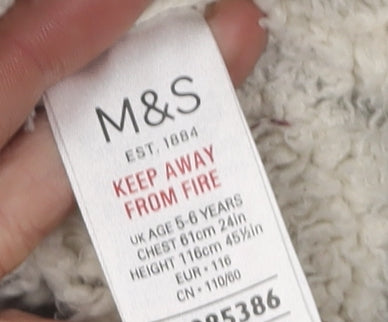 M&S
EST. 1884
KEEP AWAY
FROM FIRE
UK AGE 5-6 YEARS
CHEST 61cm 24in
HEIGHT 116cm 45½in
EUR • 116
CN • 110/60